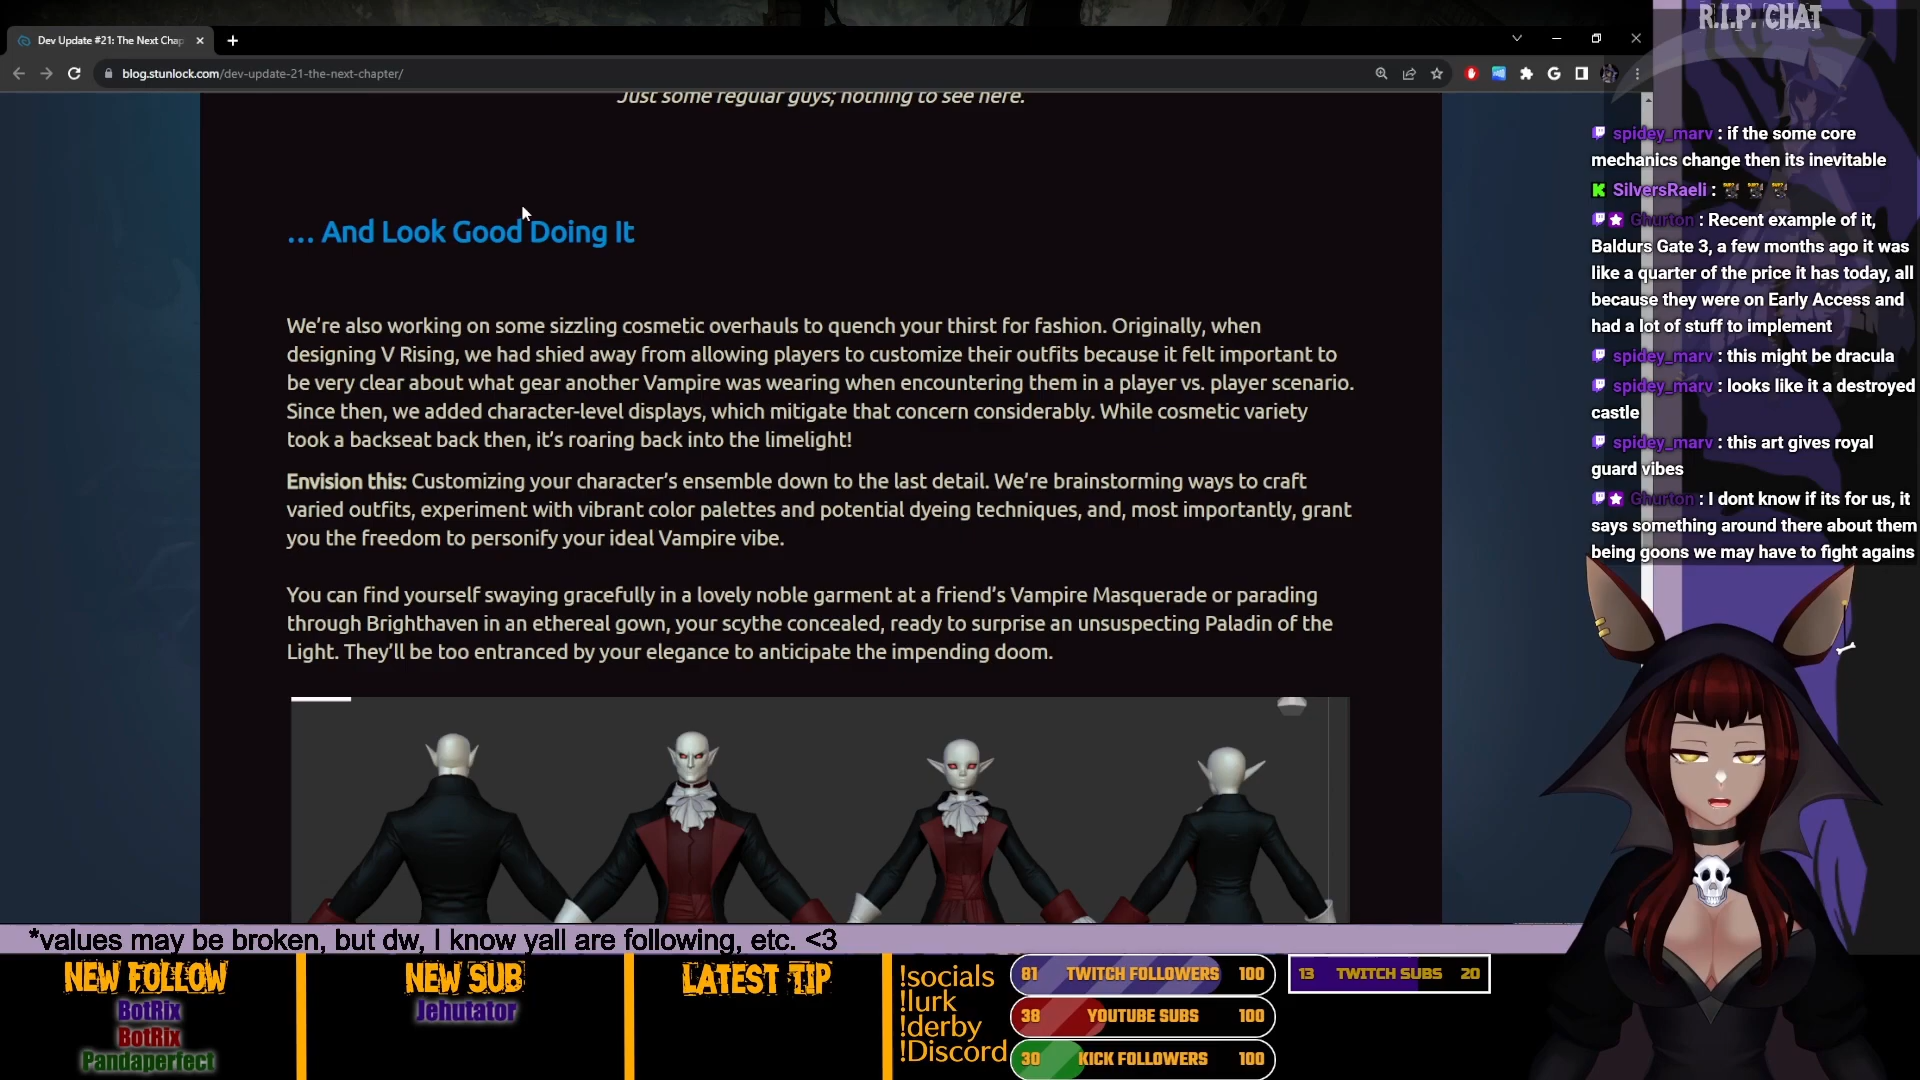 Dev Update #21: The Next Chap
blog.stunlock.com/dev-update-21-the-next-chapter/
Just some regular guys; nothing to see here.
... And Look Good Doing It
We're also working on some sizzling cosmetic overhauls to quench your thirst for fashion. Originally, when
designing V Rising, we had shied away from allowing players to customize their outfits because it felt important to
be very clear about what gear another Vampire was wearing when encountering them in a player vs. player scenario.
Since then, we added character-level displays, which mitigate that concern considerably. While cosmetic variety
took a backseat back then, it's roaring back into the limelight!
Envision this: Customizing your character's ensemble down to the last detail. We're brainstorming ways to craft
varied outfits, experiment with vibrant color palettes and potential dyeing techniques, and, most importantly, grant
you the freedom to personify your ideal Vampire vibe.
You can find yourself swaying gracefully in a lovely noble garment at a friend's Vampire Masquerade or parading
through Brighthaven in an ethereal gown, your scythe concealed, ready to surprise an unsuspecting Paladin of the
Light. They'll be too entranced by your elegance to anticipate the impending doom.
R.I.P. CHAT
spidey_marv : if the some core
mechanics change then its inevitable
SilversRaeli :
Ghurton : Recent example of it,
Baldurs Gate 3, a few months ago it was
like a quarter of the price it has today, all
because they were on Early Access and
had a lot of stuff to implement
spidey_marv : this might be dracula
spidey_marv : looks like it a destroyed
castle
spidey_marv : this art gives royal
guard vibes
Ghurton : I dont know if its for us, it
says something around there about them
being goons we may have to fight agains
*values may be broken, but dw, I know yall are following, etc. <3
NEW FOLLOW
BotRix
BotRix
Pandaperfect
NEW SUB
Jehutator
LATEST TIP
!socials
!lurk
!derby
!Discord
81 TWITCH FOLLOWERS 100
38 YOUTUBE SUBS 100
30 KICK FOLLOWERS 100
13 TWITCH SUBS 20